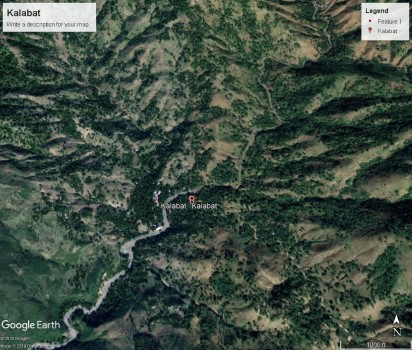 Kalabat
Write a description for your map.
Legend
Feature 1
Kalabat
Kalabat Kalabat
Google Earth
N